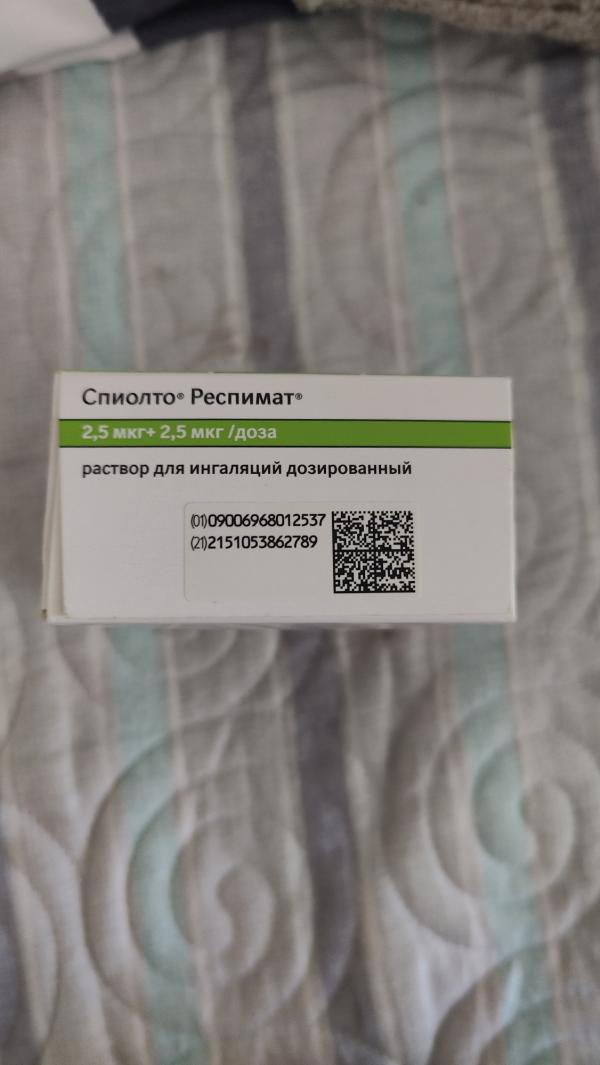 Спиолто® Респимат®
2,5 мкг+ 2,5 мкг /доза
раствор для ингаляций дозированный
(01)09006968012537
(21)2151053862789